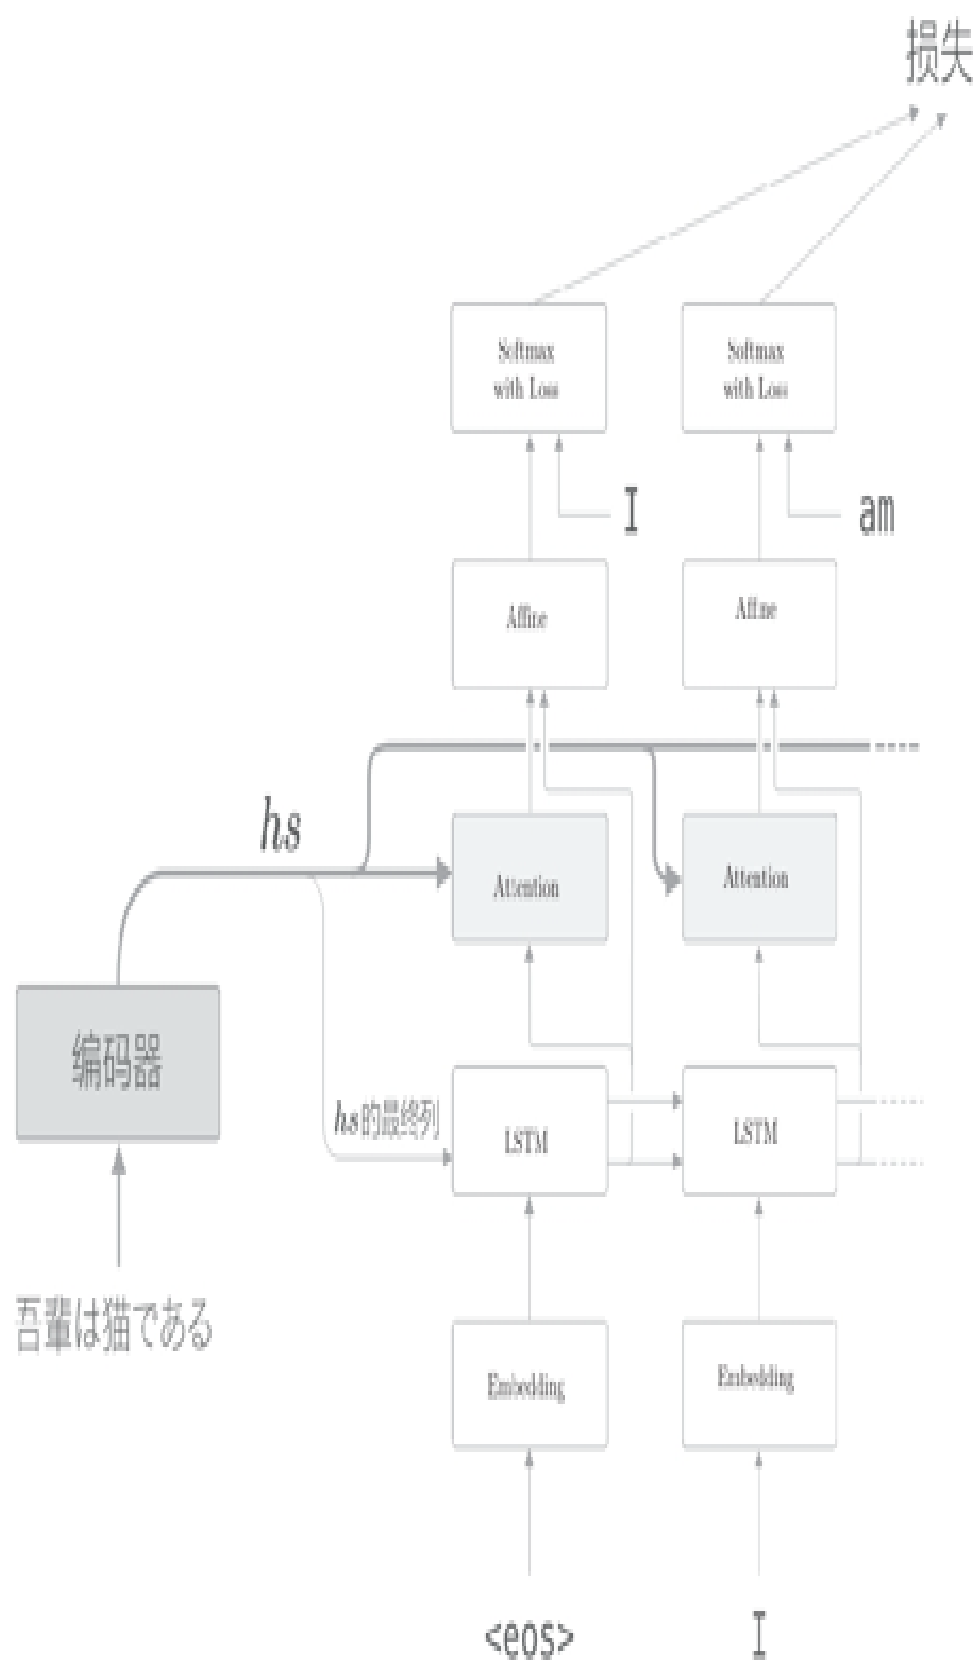 损失
Softmax
with Loss
Softmax
with Loss
I
am
Affine
Affine
hs
Attention
Attention
编码器
hs的最终列
LSTM
LSTM
吾輩は猫である
Embedding
Embedding
<eos>
I